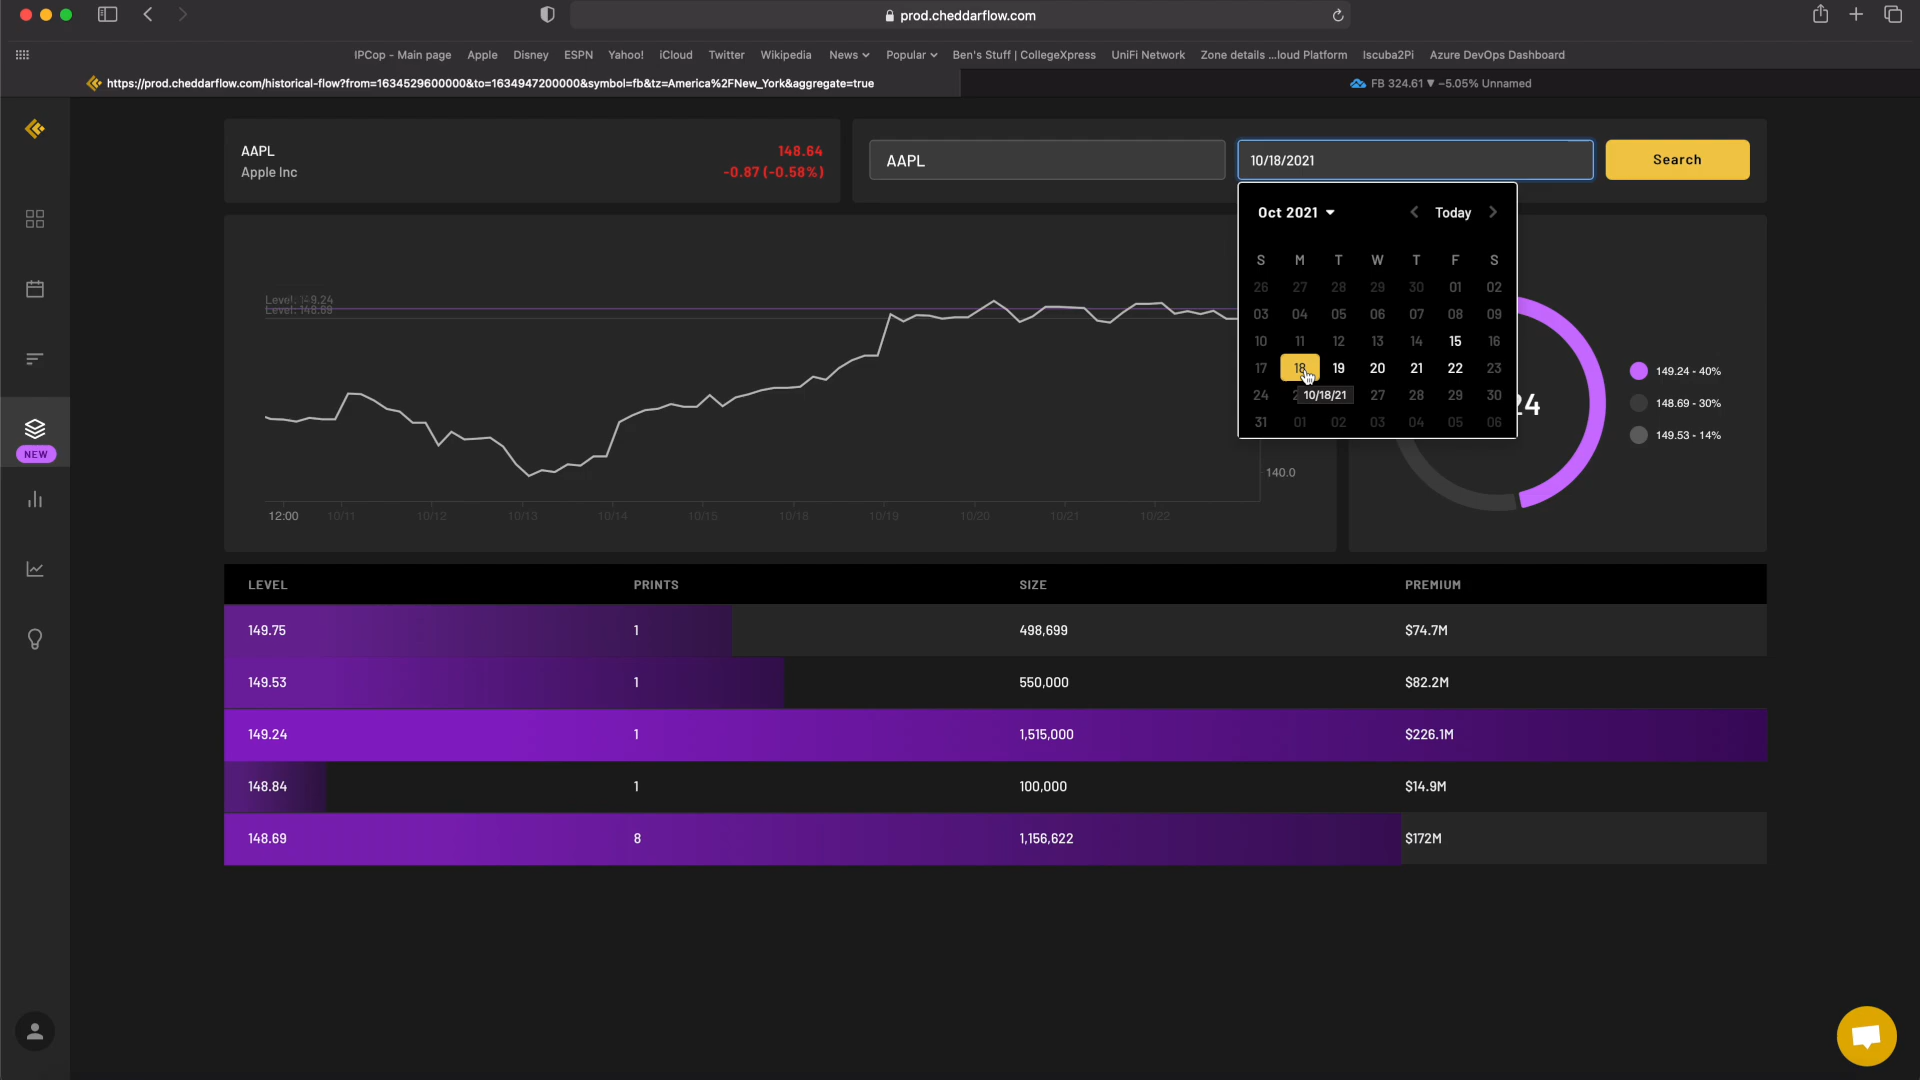 prod.cheddarflow.com
IPCop - Main page Apple Disney ESPN Yahoo! iCloud Twitter Wikipedia News Popular Ben's Stuff | CollegeXpress UniFi Network Zone details ...loud Platform Iscuba2Pi Azure DevOps Dashboard
https://prod.cheddarflow.com/historical-flow?from=1634529600000&to=1634947200000&symbol=fb&tz=America%2FNew_York&aggregate=true
FB 324.61 ▼ −5.05% Unnamed
AAPL 148.64
Apple Inc -0.87 (-0.58%)
AAPL
10/18/2021
Search
Oct 2021 Today
S M T W T F S
26 27 28 29 30 01 02
03 04 05 06 07 08 09
10 11 12 13 14 15 16
17 18 19 20 21 22 23
24 10/18/21 27 28 29 30
31 01 02 03 04 05 06
Level: 149.24
Level: 148.69
149.24 - 40%
148.69 - 30%
149.53 - 14%
140.0
12:00 10/11 10/12 10/13 10/14 10/15 10/18 10/19 10/20 10/21 10/22
NEW
LEVEL PRINTS SIZE PREMIUM
149.75 1 498,699 $74.7M
149.53 1 550,000 $82.2M
149.24 1 1,515,000 $226.1M
148.84 1 100,000 $14.9M
148.69 8 1,156,622 $172M